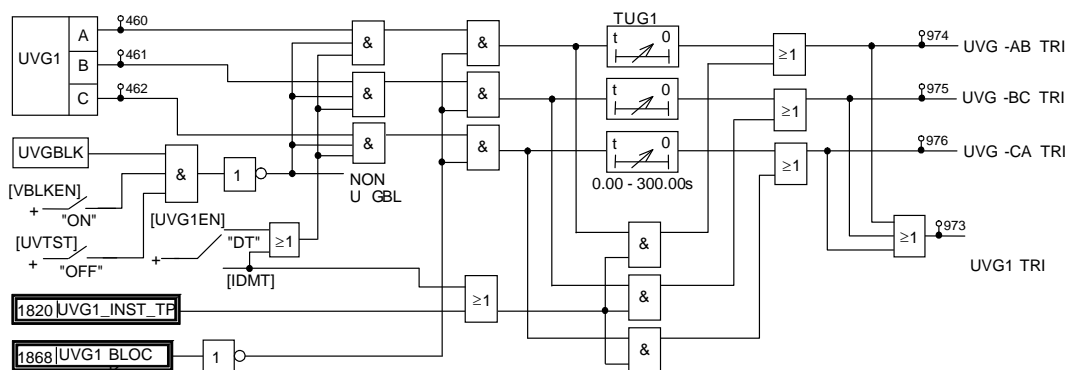 TUG1
460
974
A
&
&
t 0
≥1
UVG -AB TRI
UVG1
B
461
975
&
&
t 0
≥1
UVG -BC TRI
C
462
976
&
&
t 0
≥1
UVG -CA TRI
UVGBLK
0.00 - 300.00s
&
1
NON
U GBL
[VBLKEN]
+
"ON"
[UVG1EN]
[UVTST]
"DT"
≥1
+
+
"OFF"
[IDMT]
&
≥1
973
UVG1 TRI
≥1
&
1820 UVG1_INST_TP
&
1868 UVG1 BLOC
1